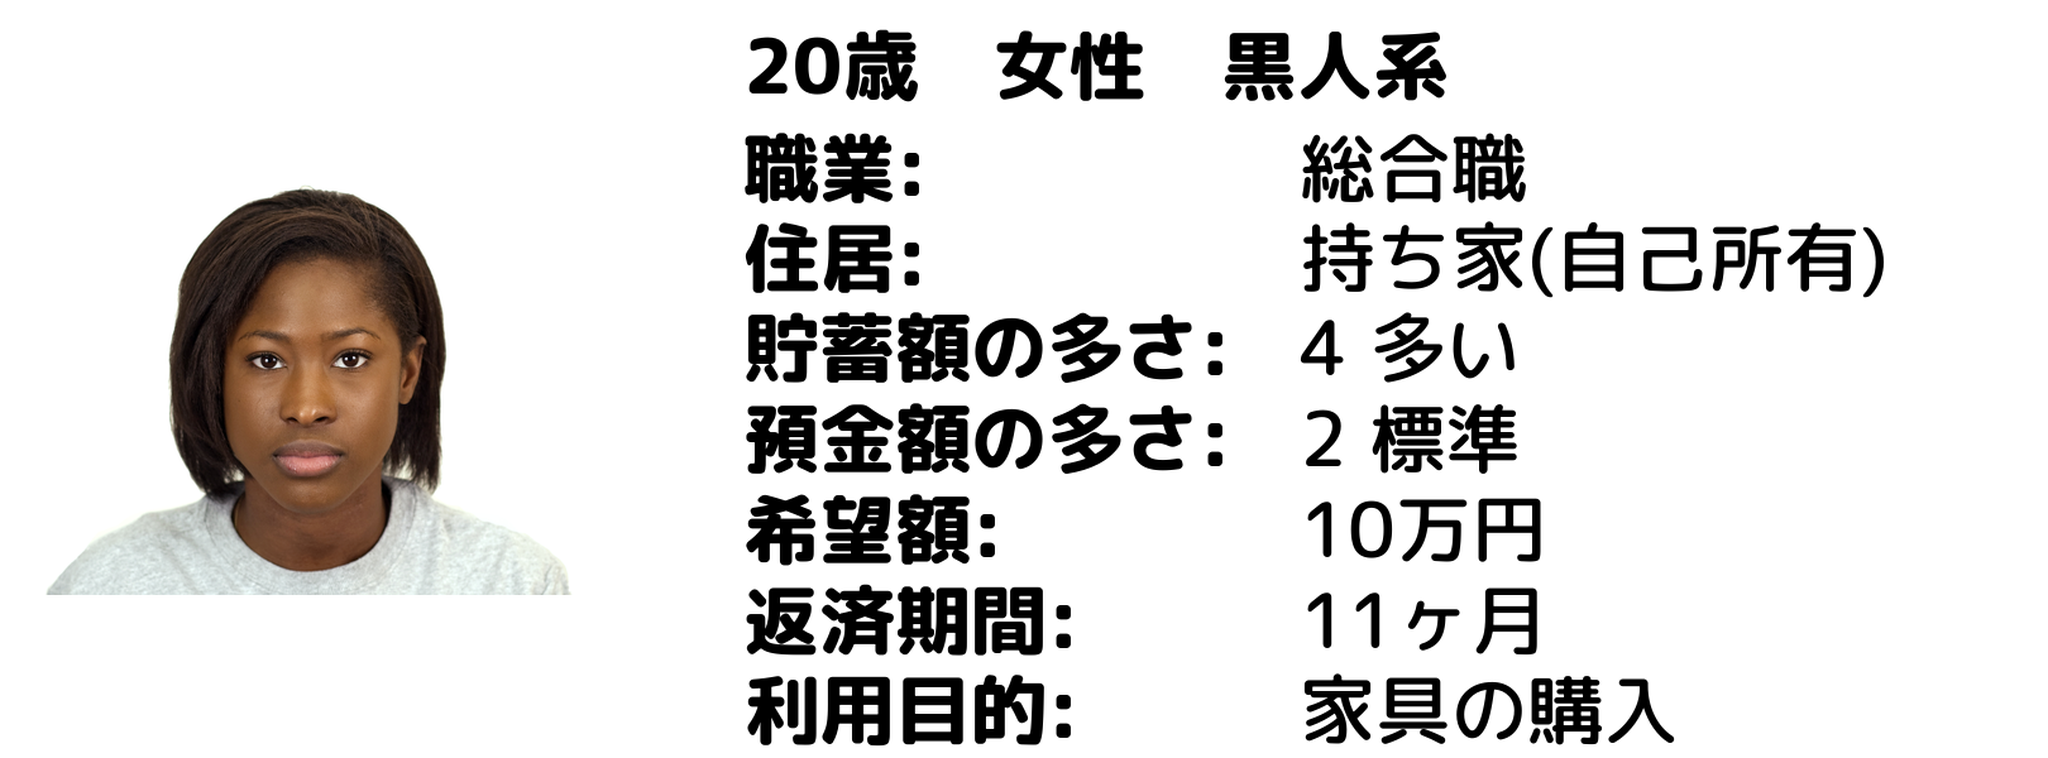 20歳　女性　黒人系
職業: 総合職
住居: 持ち家(自己所有)
貯蓄額の多さ: 4 多い
預金額の多さ: 2 標準
希望額: 10万円
返済期間: 11ヶ月
利用目的: 家具の購入